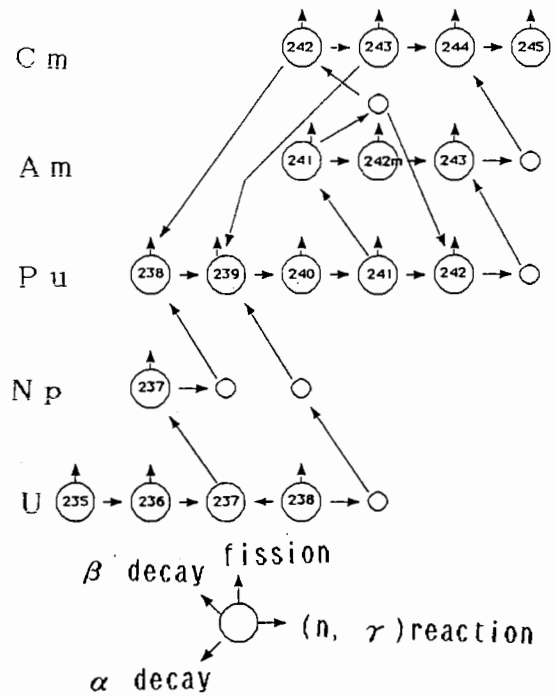 Cm 242 243 244 245
Am 241 242m 243
Pu 238 239 240 241 242
Np 237
U 235 236 237 238
fission
β decay
(n, γ)reaction
α decay